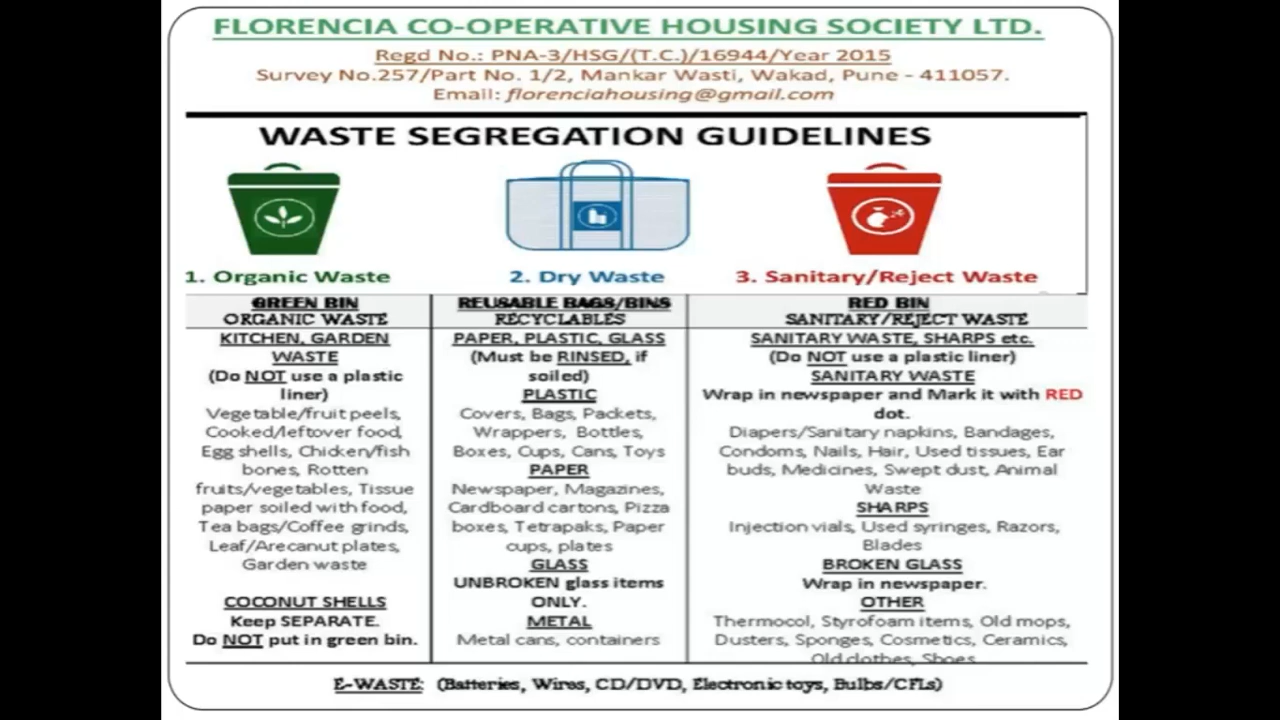 FLORENCIA CO-OPERATIVE HOUSING SOCIETY LTD.
Regd No.: PNA-3/HSG/(T.C.)/16944/Year 2015
Survey No.257/Part No. 1/2, Mankar Wasti, Wakad, Pune - 411057.
Email: florenciahousing@gmail.com
WASTE SEGREGATION GUIDELINES
1. Organic Waste
2. Dry Waste
3. Sanitary/Reject Waste
GREEN BIN
ORGANIC WASTE
KITCHEN, GARDEN
WASTE
(Do NOT use a plastic
liner)
Vegetable/fruit peels,
Cooked/leftover food,
Egg shells, Chicken/fish
bones, Rotten
fruits/vegetables, Tissue
paper soiled with food,
Tea bags/Coffee grinds,
Leaf/Arecanut plates,
Garden waste
COCONUT SHELLS
Keep SEPARATE.
Do NOT put in green bin.
REUSABLE BAGS/BINS
RECYCLABLES
PAPER, PLASTIC, GLASS
(Must be RINSED, if
soiled)
PLASTIC
Covers, Bags, Packets,
Wrappers, Bottles,
Boxes, Cups, Cans, Toys
PAPER
Newspaper, Magazines,
Cardboard cartons, Pizza
boxes, Tetrapaks, Paper
cups, plates
GLASS
UNBROKEN glass items
ONLY.
METAL
Metal cans, containers
RED BIN
SANITARY/REJECT WASTE
SANITARY WASTE, SHARPS etc.
(Do NOT use a plastic liner)
SANITARY WASTE
Wrap in newspaper and Mark it with RED
dot.
Diapers/Sanitary napkins, Bandages,
Condoms, Nails, Hair, Used tissues, Ear
buds, Medicines, Swept dust, Animal
Waste
SHARPS
Injection vials, Used syringes, Razors,
Blades
BROKEN GLASS
Wrap in newspaper.
OTHER
Thermocol, Styrofoam items, Old mops,
Dusters, Sponges, Cosmetics, Ceramics,
Old clothes, Shoes
E-WASTE: (Batteries, Wires, CD/DVD, Electronic toys, Bulbs/CFLs)